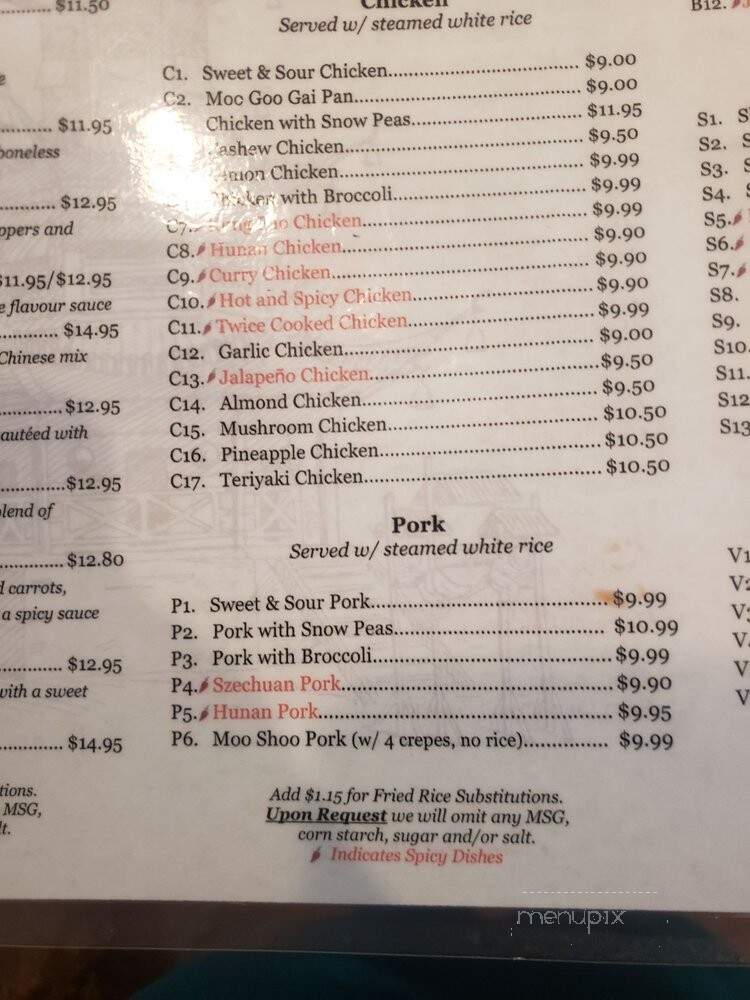 $11.50
Chicken
Served w/ steamed white rice
B12.
C1. Sweet & Sour Chicken $9.00
C2. Moc Goo Gai Pan $9.00
Chicken with Snow Peas $11.95
ashew Chicken $9.50
mon Chicken $9.99
Chicken with Broccoli $9.99
C7. Chicken $9.99
C8. Hunan Chicken $9.90
C9. Curry Chicken $9.90
C10. Hot and Spicy Chicken $9.90
C11. Twice Cooked Chicken $9.99
C12. Garlic Chicken $9.00
C13. Jalapeño Chicken $9.50
C14. Almond Chicken $9.50
C15. Mushroom Chicken $10.50
C16. Pineapple Chicken $10.50
C17. Teriyaki Chicken $10.50
Pork
Served w/ steamed white rice
P1. Sweet & Sour Pork $9.99
P2. Pork with Snow Peas $10.99
P3. Pork with Broccoli $9.99
P4. Szechuan Pork $9.90
P5. Hunan Pork $9.95
P6. Moo Shoo Pork (w/ 4 crepes, no rice) $9.99
Add $1.15 for Fried Rice Substitutions.
Upon Request we will omit any MSG,
corn starch, sugar and/or salt.
Indicates Spicy Dishes
$11.95
boneless
$12.95
ppers and
$11.95/$12.95
e flavour sauce
$14.95
Chinese mix
$12.95
autéed with
$12.95
lend of
$12.80
d carrots,
a spicy sauce
$12.95
with a sweet
$14.95
tions.
MSG,
lt.
S1.
S2.
S3.
S4.
S5.
S6.
S7.
S8.
S9.
S10.
S11.
S12
S13
V1
V2
V3
V
V
V
menupix